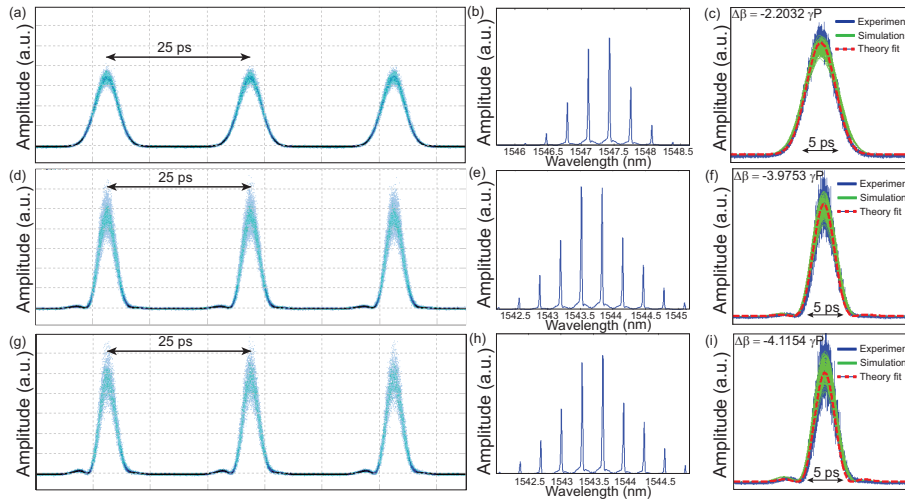 (a)
25 ps
Amplitude (a.u.)
(b)
Amplitude (a.u.)
1546 1546.5 1547 1547.5 1548 1548.5
Wavelength (nm)
(c)
Δβ = -2.2032 γP
Experiment
Simulation
Theory fit
5 ps
Amplitude (a.u.)
(d)
25 ps
Amplitude (a.u.)
(e)
Amplitude (a.u.)
1542.5 1543 1543.5 1544 1544.5 1545
Wavelength (nm)
(f)
Δβ = -3.9753 γP
Experiment
Simulation
Theory fit
5 ps
Amplitude (a.u.)
(g)
25 ps
Amplitude (a.u.)
(h)
Amplitude (a.u.)
1542.5 1543 1543.5 1544 1544.5
Wavelength (nm)
(i)
Δβ = -4.1154 γP
Experiment
Simulation
Theory fit
5 ps
Amplitude (a.u.)